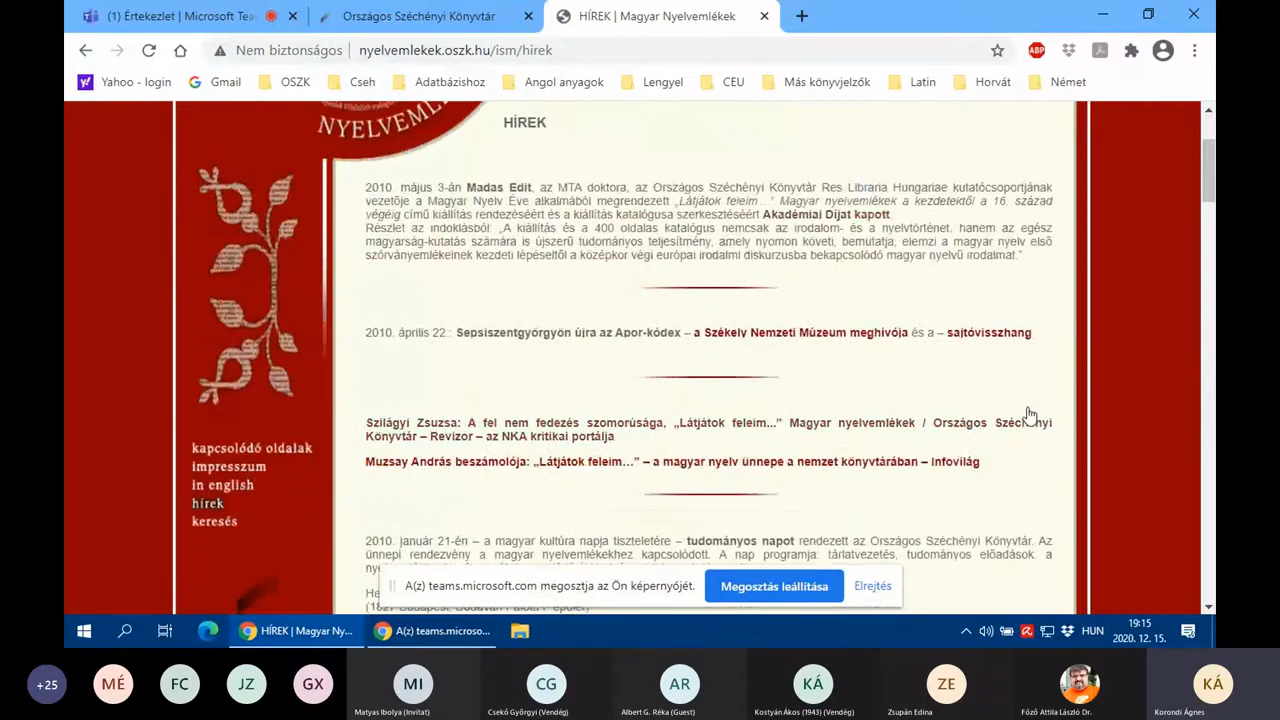 (1) Értekezlet | Microsoft Tea
Országos Széchényi Könyvtár
HÍREK | Magyar Nyelvemlékek
Nem biztonságos
nyelvemlekek.oszk.hu/ism/hirek
Yahoo - login
Gmail
OSZK
Cseh
Adatbázishoz
Angol anyagok
Lengyel
CEU
Más könyvjelzők
Latin
Horvát
Német
NYELVEML
HÍREK
2010. május 3-án Madas Edit, az MTA doktora, az Országos Széchényi Könyvtár Res Libraria Hungariae kutatócsoportjának
vezetője a Magyar Nyelv Éve alkalmából megrendezett „Látjátok feleim…” Magyar nyelvemlékek a kezdetektől a 16. század
végéig című kiállítás rendezéséért és a kiállítás katalógusa szerkesztéséért Akadémiai Díjat kapott.
Részlet az indoklásból: „A kiállítás és a 400 oldalas katalógus nemcsak az irodalom- és a nyelvtörténet, hanem az egész
magyarság-kutatás számára is újszerű tudományos teljesítmény, amely nyomon követi, bemutatja, elemzi a magyar nyelv első
szórványemlékeinek kezdeti lépéseitől a középkor végi európai irodalmi diskurzusba bekapcsolódó magyar nyelvű irodalmat.”
2010. április 22.: Sepsiszentgyörgyön újra az Apor-kódex – a Székely Nemzeti Múzeum meghívója és a – sajtóvisszhang
Szilágyi Zsuzsa: A fel nem fedezés szomorúsága, „Látjátok feleim...” Magyar nyelvemlékek / Országos Széchényi
Könyvtár – Revizor – az NKA kritikai portálja
Muzsay András beszámolója: „Látjátok feleim…” – a magyar nyelv ünnepe a nemzet könyvtárában – Infovilág
2010. január 21-én – a magyar kultúra napja tiszteletére – tudományos napot rendezett az Országos Széchényi Könyvtár. Az
ünnepi rendezvény a magyar nyelvemlékekhez kapcsolódott. A nap programja: tárlatvezetés, tudományos előadások, a
kapcsolódó oldalak
impresszum
in english
hírek
keresés
A(z) teams.microsoft.com megosztja az Ön képernyőjét.
Megosztás leállítása
Elrejtés
HÍREK | Magyar Ny...
A(z) teams.microso...
HUN
19:15
2020. 12. 15.
+25
MÉ
FC
JZ
GX
MI
Matyas Ibolya (Invitat)
CG
Csekő Györgyi (Vendég)
AR
Albert G. Réka (Guest)
KÁ
Kostyán Ákos (1943) (Vendég)
ZE
Zsupán Edina
Főző Attila László Dr.
KÁ
Korondi Ágnes